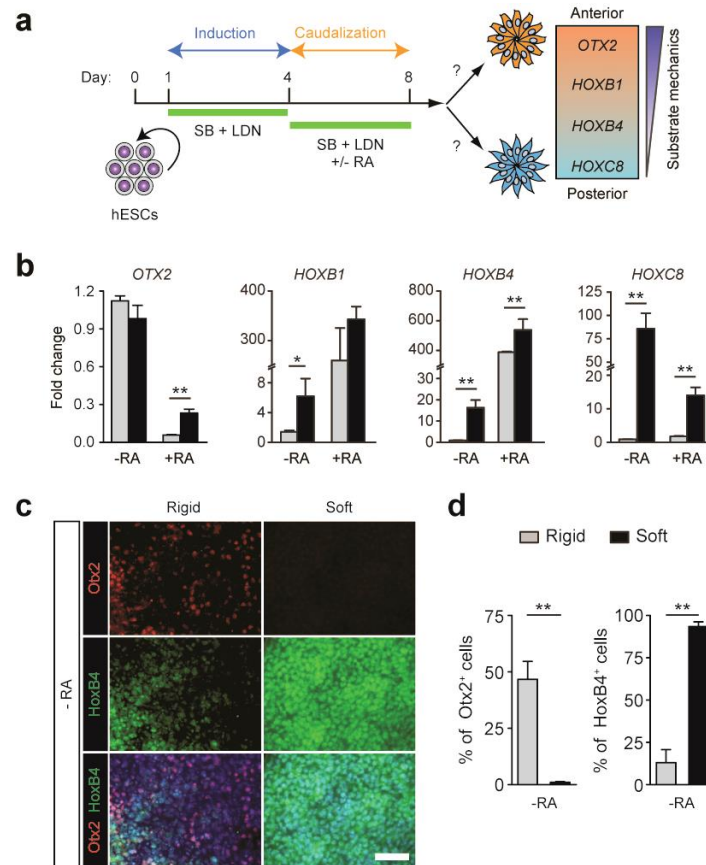 a
Induction
Caudalization
Day:
0
1
4
8
SB + LDN
SB + LDN
+/- RA
hESCs
?
?
Anterior
OTX2
HOXB1
HOXB4
HOXC8
Posterior
Substrate mechanics
b
OTX2
HOXB1
HOXB4
HOXC8
Fold change
1.2
0.9
0.6
0.3
0.0
**
-RA
+RA
300
8
4
0
*
-RA
+RA
800
600
400
200
20
10
0
**
**
-RA
+RA
125
100
75
50
25
20
10
0
**
**
-RA
+RA
c
Rigid
Soft
- RA
Otx2
HoxB4
Otx2 HoxB4
d
Rigid
Soft
% of Otx2+ cells
75
50
25
0
**
-RA
% of HoxB4+ cells
100
75
50
25
0
**
-RA